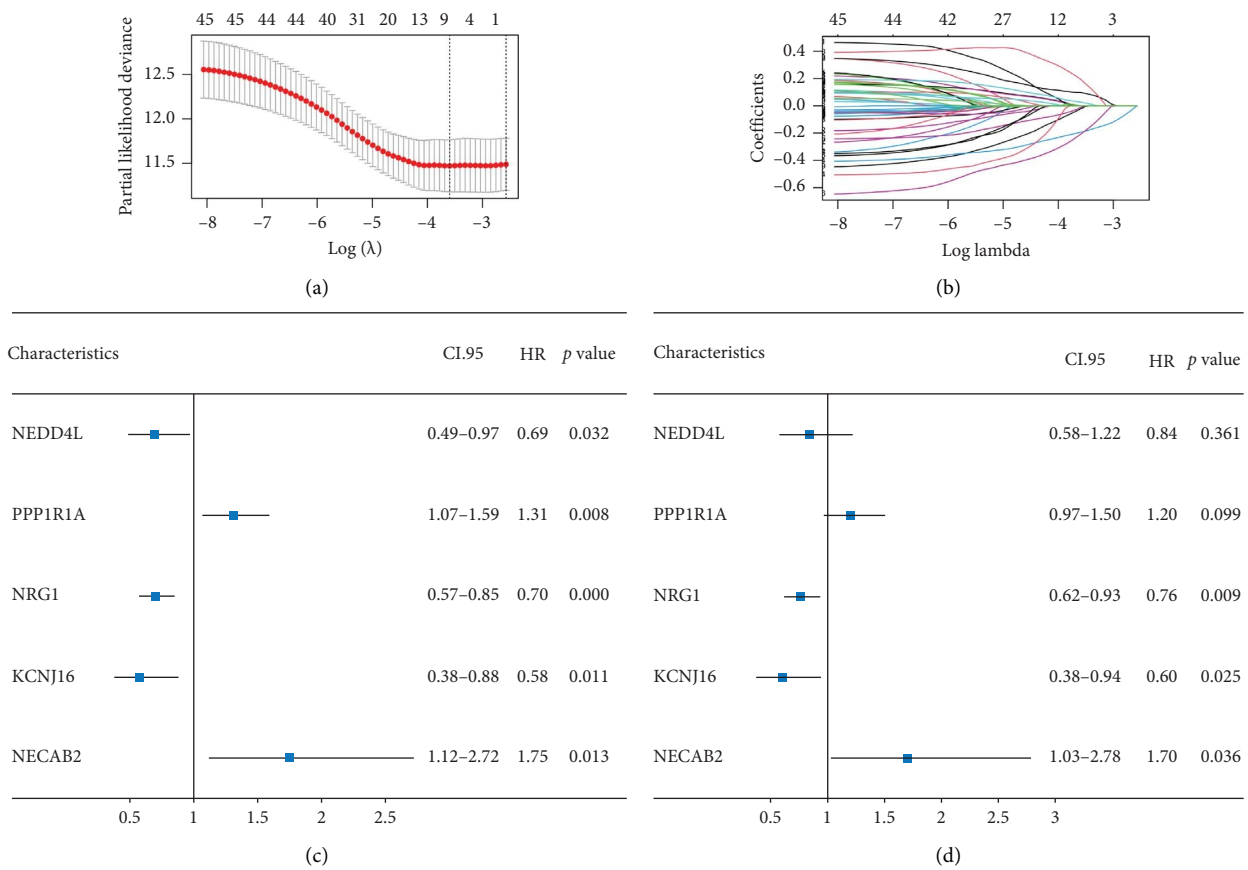 45 45 44 44 40 31 20 13 9 4 1
Partial likelihood deviance
12.5
12.0
11.5
−8 −7 −6 −5 −4 −3
Log (λ)
(a)
45 44 42 27 12 3
Coefficients
0.4
0.2
0.0
−0.2
−0.4
−0.6
−8 −7 −6 −5 −4 −3
Log lambda
(b)
Characteristics CI.95 HR p value
NEDD4L 0.49–0.97 0.69 0.032
PPP1R1A 1.07–1.59 1.31 0.008
NRG1 0.57–0.85 0.70 0.000
KCNJ16 0.38–0.88 0.58 0.011
NECAB2 1.12–2.72 1.75 0.013
0.5 1 1.5 2 2.5
(c)
Characteristics CI.95 HR p value
NEDD4L 0.58–1.22 0.84 0.361
PPP1R1A 0.97–1.50 1.20 0.099
NRG1 0.62–0.93 0.76 0.009
KCNJ16 0.38–0.94 0.60 0.025
NECAB2 1.03–2.78 1.70 0.036
0.5 1 1.5 2 2.5 3
(d)